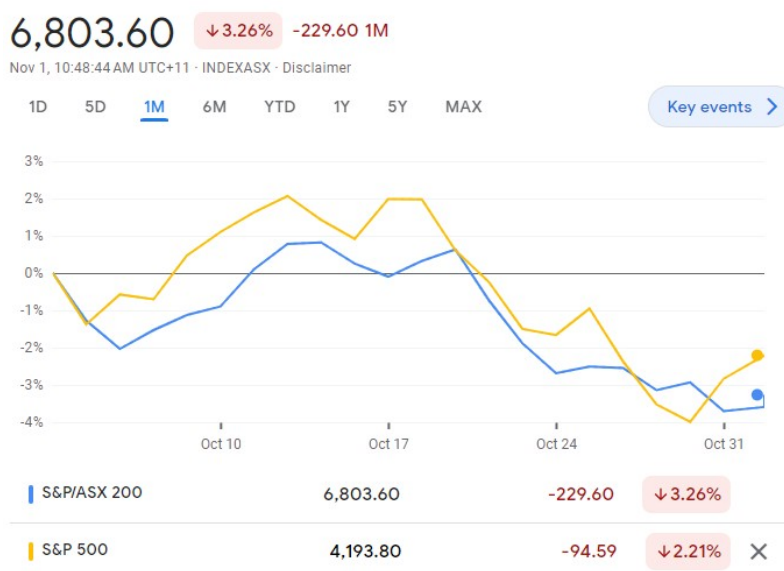 6,803.60 ↓3.26% -229.60 1M
Nov 1, 10:48:44 AM UTC+11 · INDEXASX · Disclaimer
1D 5D 1M 6M YTD 1Y 5Y MAX Key events
3%
2%
1%
0%
-1%
-2%
-3%
-4%
Oct 10 Oct 17 Oct 24 Oct 31
S&P/ASX 200 6,803.60 -229.60 ↓3.26%
S&P 500 4,193.80 -94.59 ↓2.21%